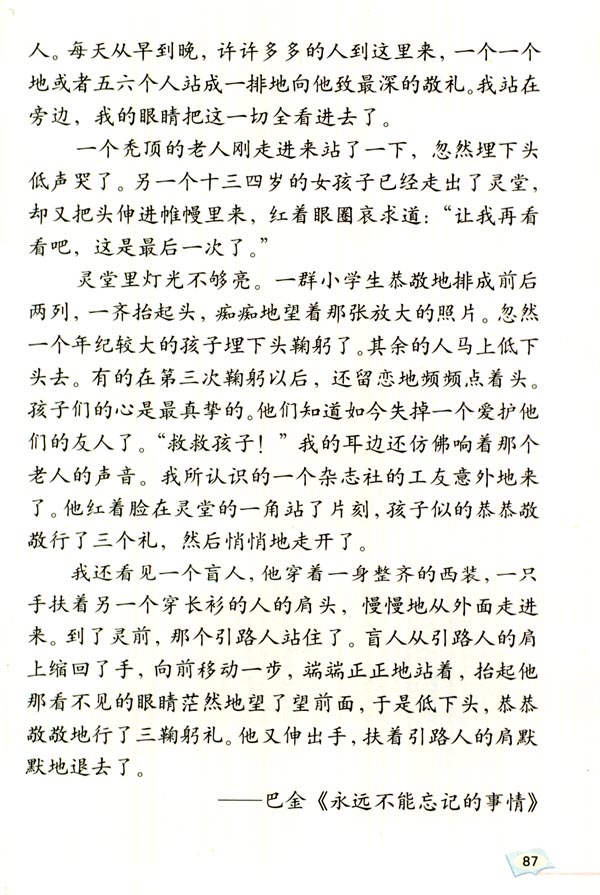 人。每天从早到晚，许许多多的人到这里来，一个一个
地或者五六个人站成一排地向他致最深的敬礼。我站在
旁边，我的眼睛把这一切全看进去了。
一个秃顶的老人刚走进来站了一下，忽然埋下头
低声哭了。另一个十三四岁的女孩子已经走出了灵堂，
却又把头伸进帷幔里来，红着眼圈哀求道：“让我再看
看吧，这是最后一次了。”
灵堂里灯光不够亮。一群小学生恭敬地排成前后
两列，一齐抬起头，痴痴地望着那张放大的照片。忽然
一个年纪较大的孩子埋下头鞠躬了。其余的人马上低下
头去。有的在第三次鞠躬以后，还留恋地频频点着头。
孩子们的心是最真挚的。他们知道如今失掉一个爱护他
们的友人了。“救救孩子！”我的耳边还仿佛响着那个
老人的声音。我所认识的一个杂志社的工友意外地来
了。他红着脸在灵堂的一角站了片刻，孩子似的恭恭敬
敬行了三个礼，然后悄悄地走开了。
我还看见一个盲人，他穿着一身整齐的西装，一只
手扶着另一个穿长衫的人的肩头，慢慢地从外面走进
来。到了灵前，那个引路人站住了。盲人从引路人的肩
上缩回了手，向前移动一步，端端正正地站着，抬起他
那看不见的眼睛茫然地望了望前面，于是低下头，恭恭
敬敬地行了三鞠躬礼。他又伸出手，扶着引路人的肩默
默地退去了。
——巴金《永远不能忘记的事情》
87